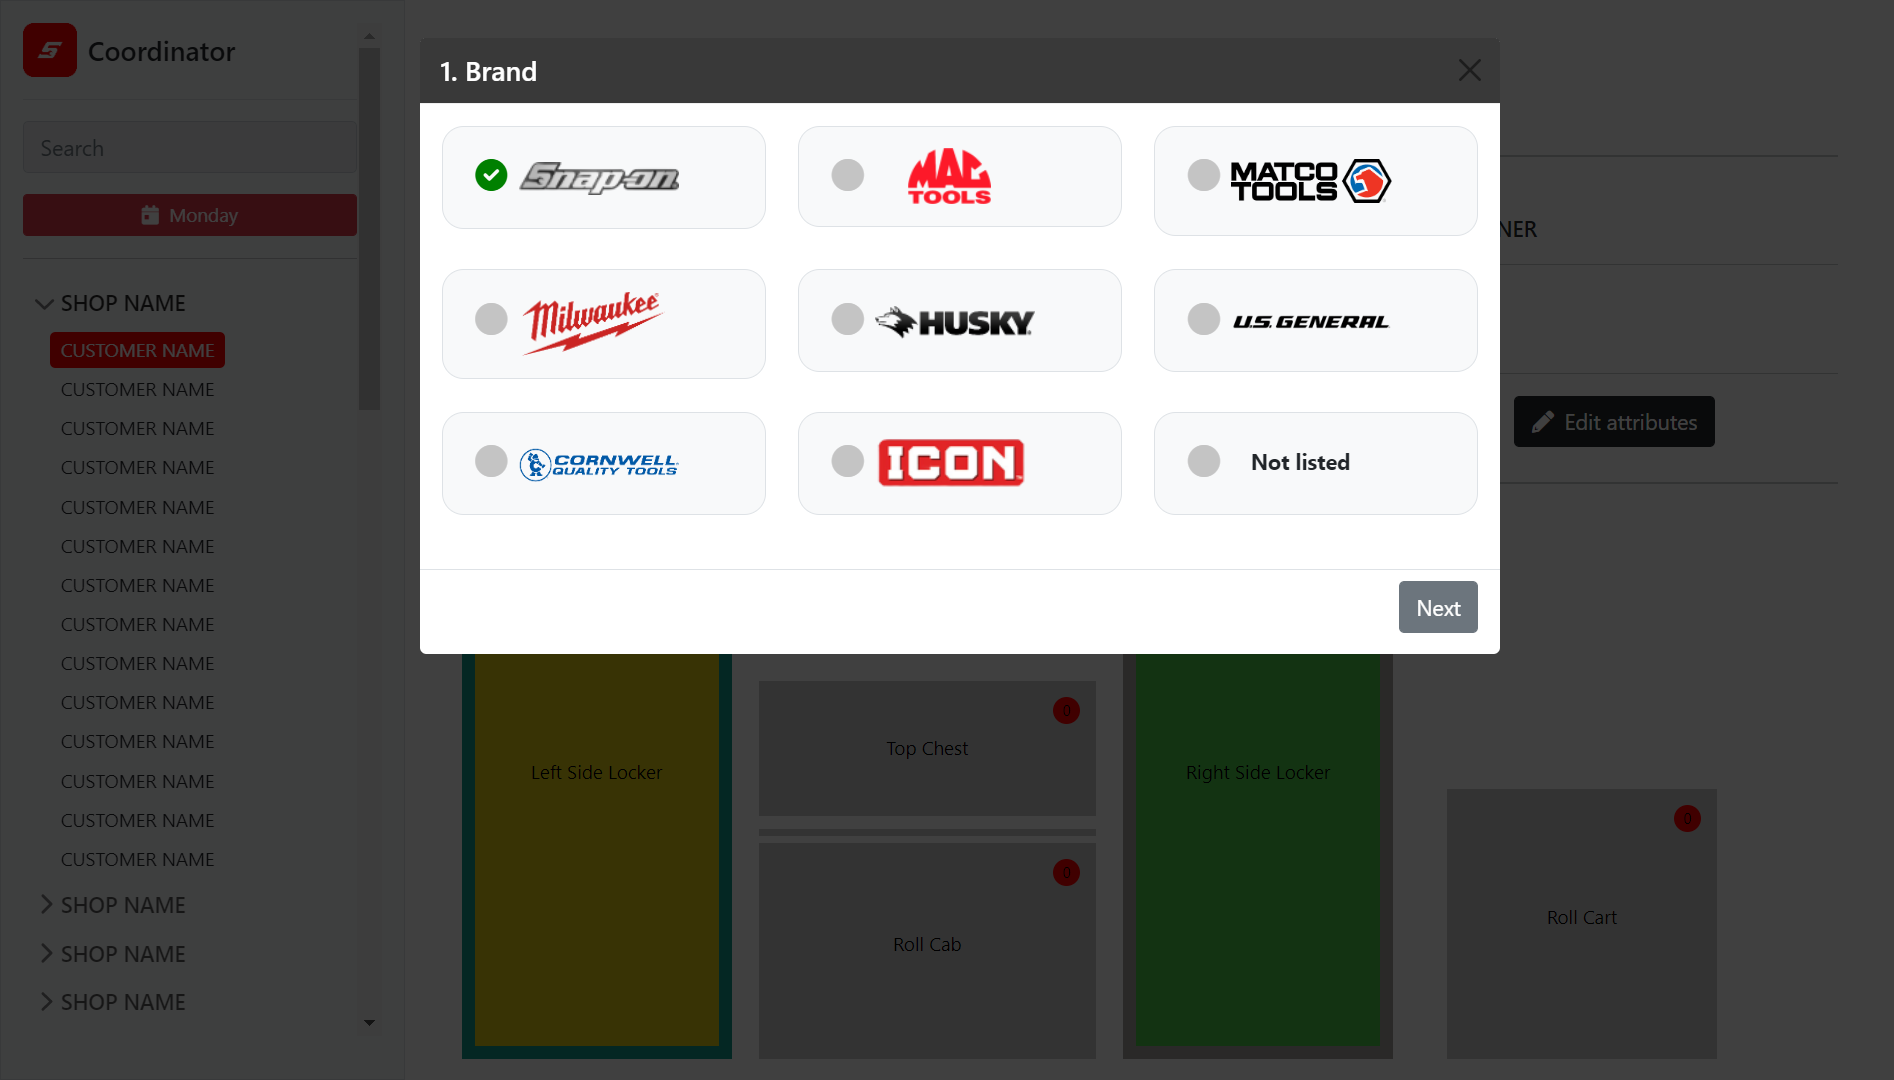 Coordinator
Search
Monday
SHOP NAME
CUSTOMER NAME
CUSTOMER NAME
CUSTOMER NAME
CUSTOMER NAME
CUSTOMER NAME
CUSTOMER NAME
CUSTOMER NAME
CUSTOMER NAME
CUSTOMER NAME
CUSTOMER NAME
CUSTOMER NAME
CUSTOMER NAME
CUSTOMER NAME
CUSTOMER NAME
SHOP NAME
SHOP NAME
SHOP NAME
1. Brand
Snap-on
MAC
TOOLS
MATCO
TOOLS
Milwaukee
HUSKY
U.S. GENERAL
CORNWELL
QUALITY TOOLS
ICON
Not listed
Next
NER
Edit attributes
Left Side Locker
0
Top Chest
0
Roll Cab
Right Side Locker
0
Roll Cart